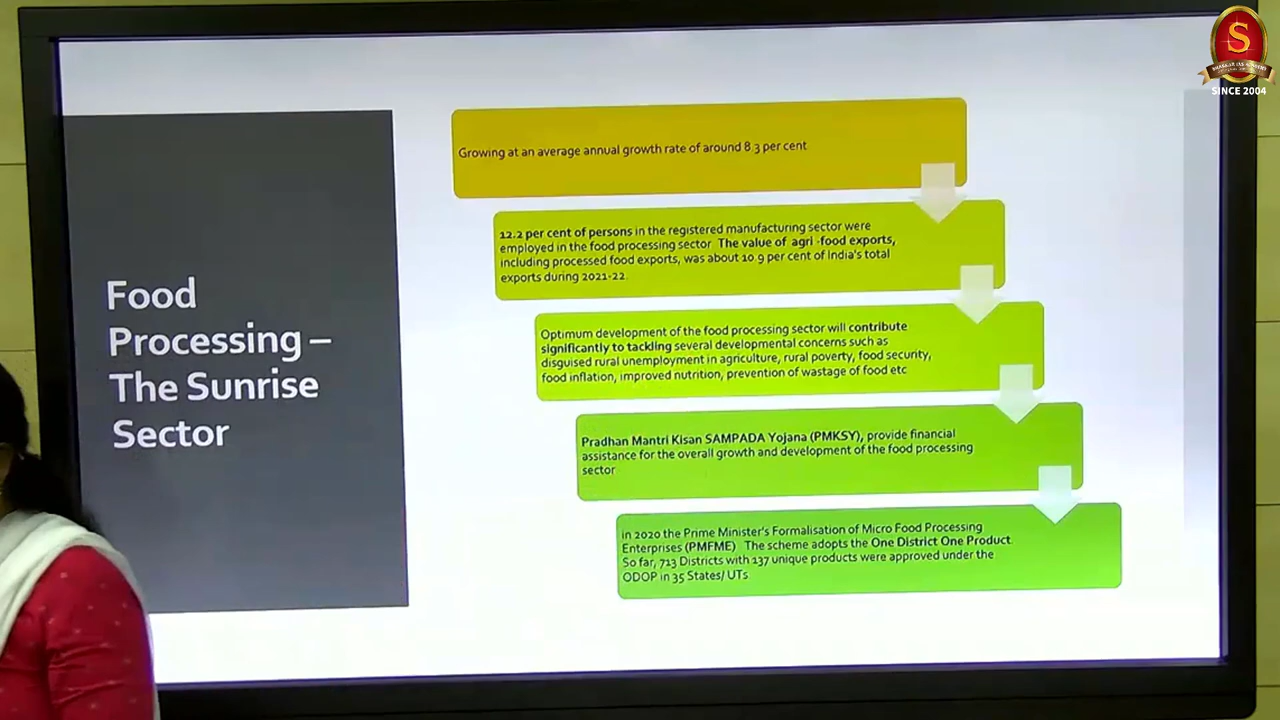 S
SINCE 2004
Food
Processing –
The Sunrise
Sector
Growing at an average annual growth rate of around 8.3 per cent
12.2 per cent of persons in the registered manufacturing sector were
employed in the food processing sector The value of agri -food exports,
including processed food exports, was about 10.9 per cent of India's total
exports during 2021-22
Optimum development of the food processing sector will contribute
significantly to tackling several developmental concerns such as
disguised rural unemployment in agriculture, rural poverty, food security,
food inflation, improved nutrition, prevention of wastage of food etc
Pradhan Mantri Kisan SAMPADA Yojana (PMKSY), provide financial
assistance for the overall growth and development of the food processing
sector
in 2020 the Prime Minister's Formalisation of Micro Food Processing
Enterprises (PMFME) The scheme adopts the One District One Product.
So far, 713 Districts with 137 unique products were approved under the
ODOP in 35 States/ UTs